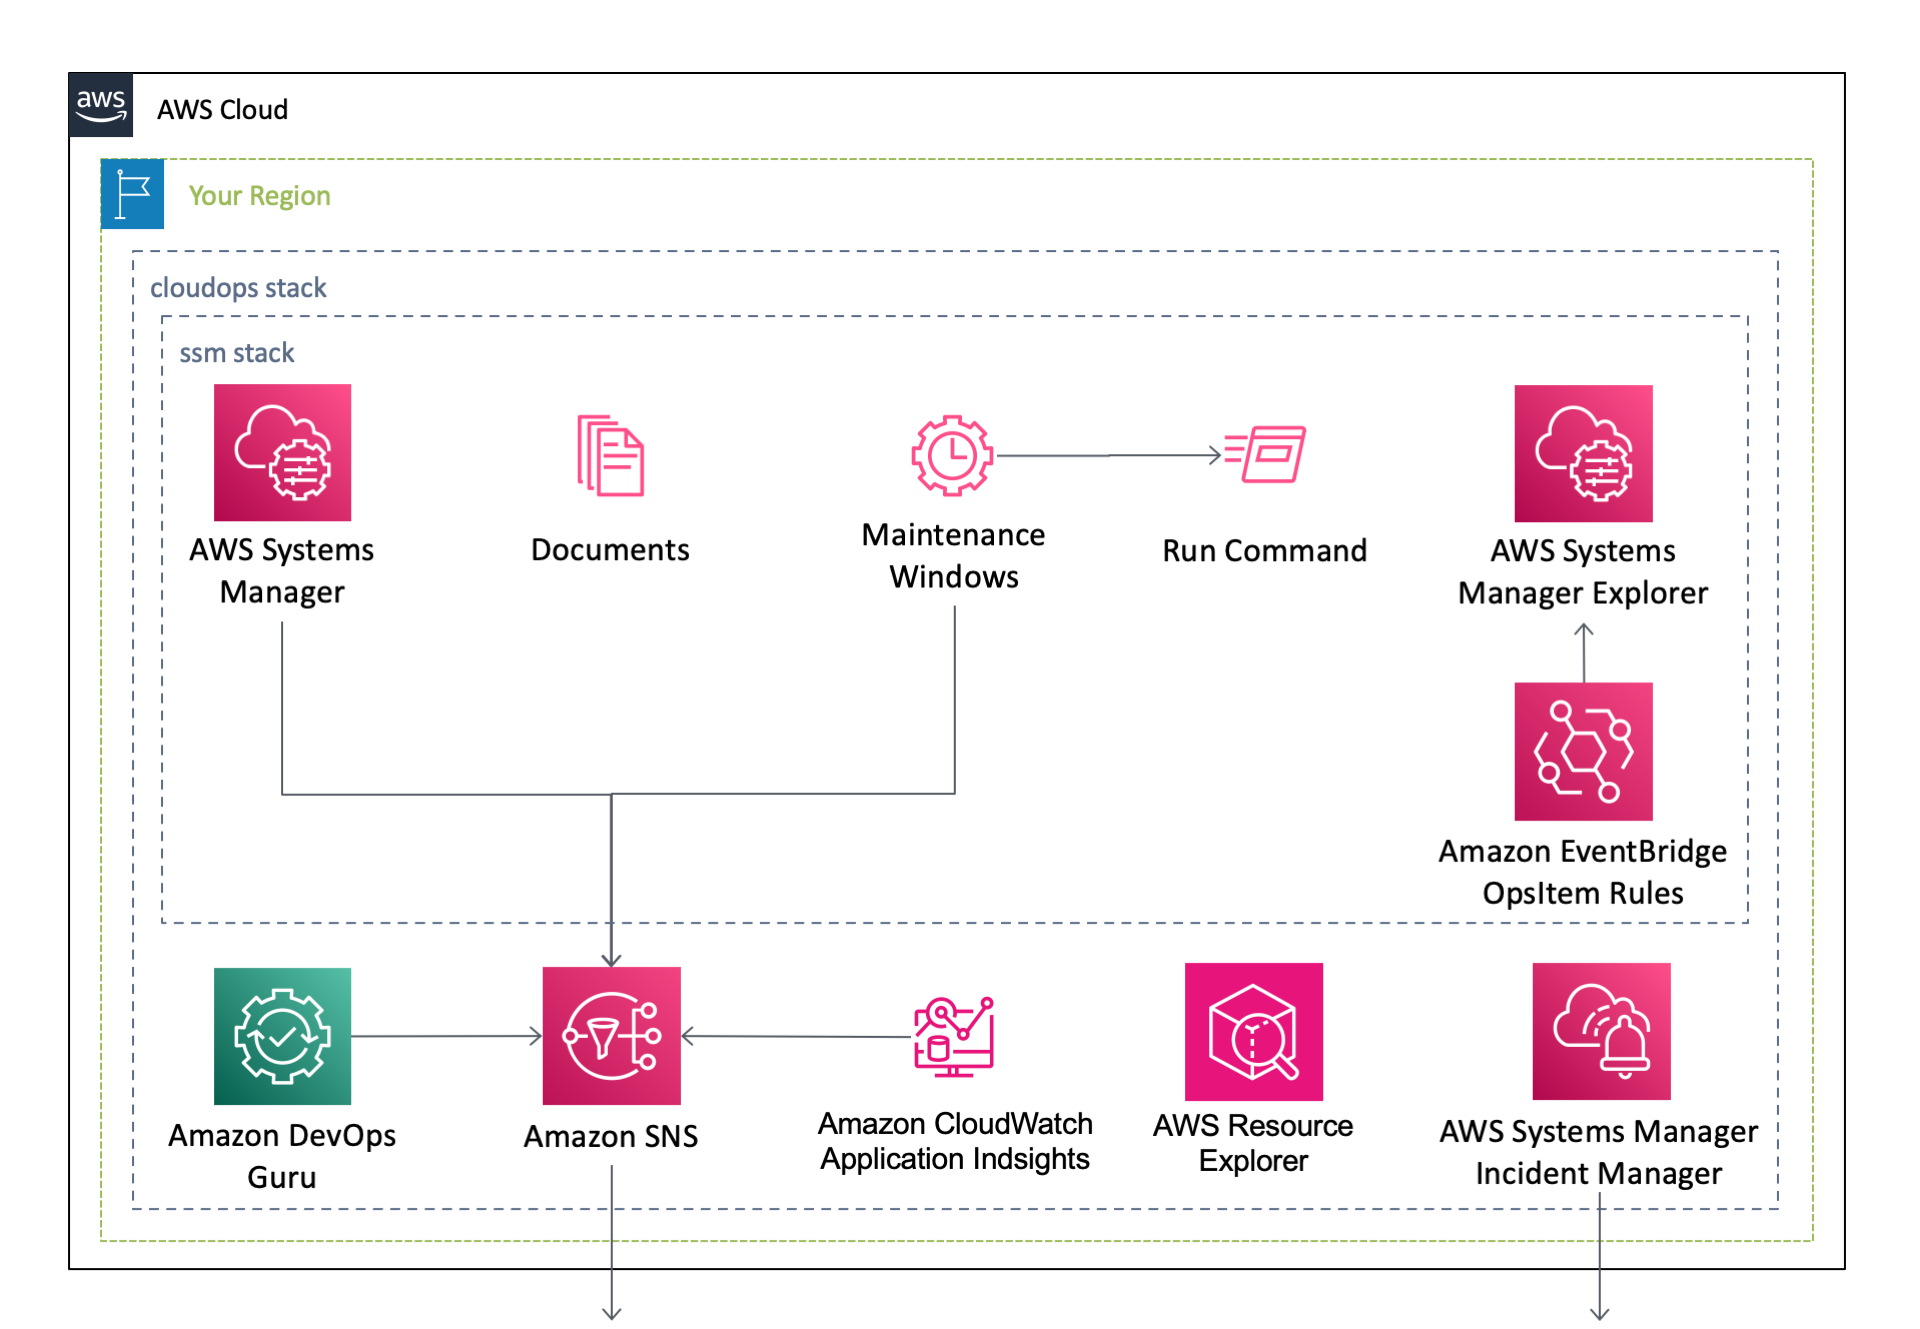 aws
AWS Cloud
Your Region
cloudops stack
ssm stack
AWS Systems
Manager
Documents
Maintenance
Windows
Run Command
AWS Systems
Manager Explorer
Amazon EventBridge
OpsItem Rules
Amazon DevOps
Guru
Amazon SNS
Amazon CloudWatch
Application Indsights
AWS Resource
Explorer
AWS Systems Manager
Incident Manager